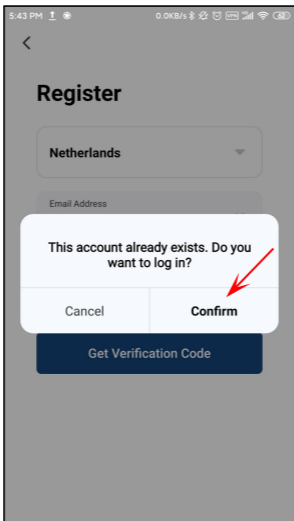 5:43 PM
0.0KB/s
VPN
Register
Netherlands
Email Address
This account already exists. Do you
want to log in?
Cancel
Confirm
Get Verification Code